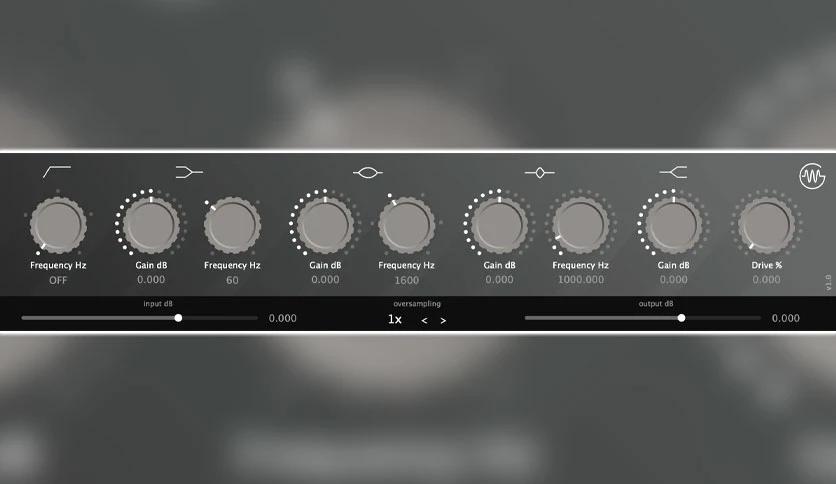 Frequency Hz Gain dB Frequency Hz Gain dB Frequency Hz Gain dB Frequency Hz Gain dB Drive %
OFF 0.000 60 0.000 1600 0.000 1000.000 0.000 0.000
v1.0
input dB oversampling output dB
0.000 1x < > 0.000